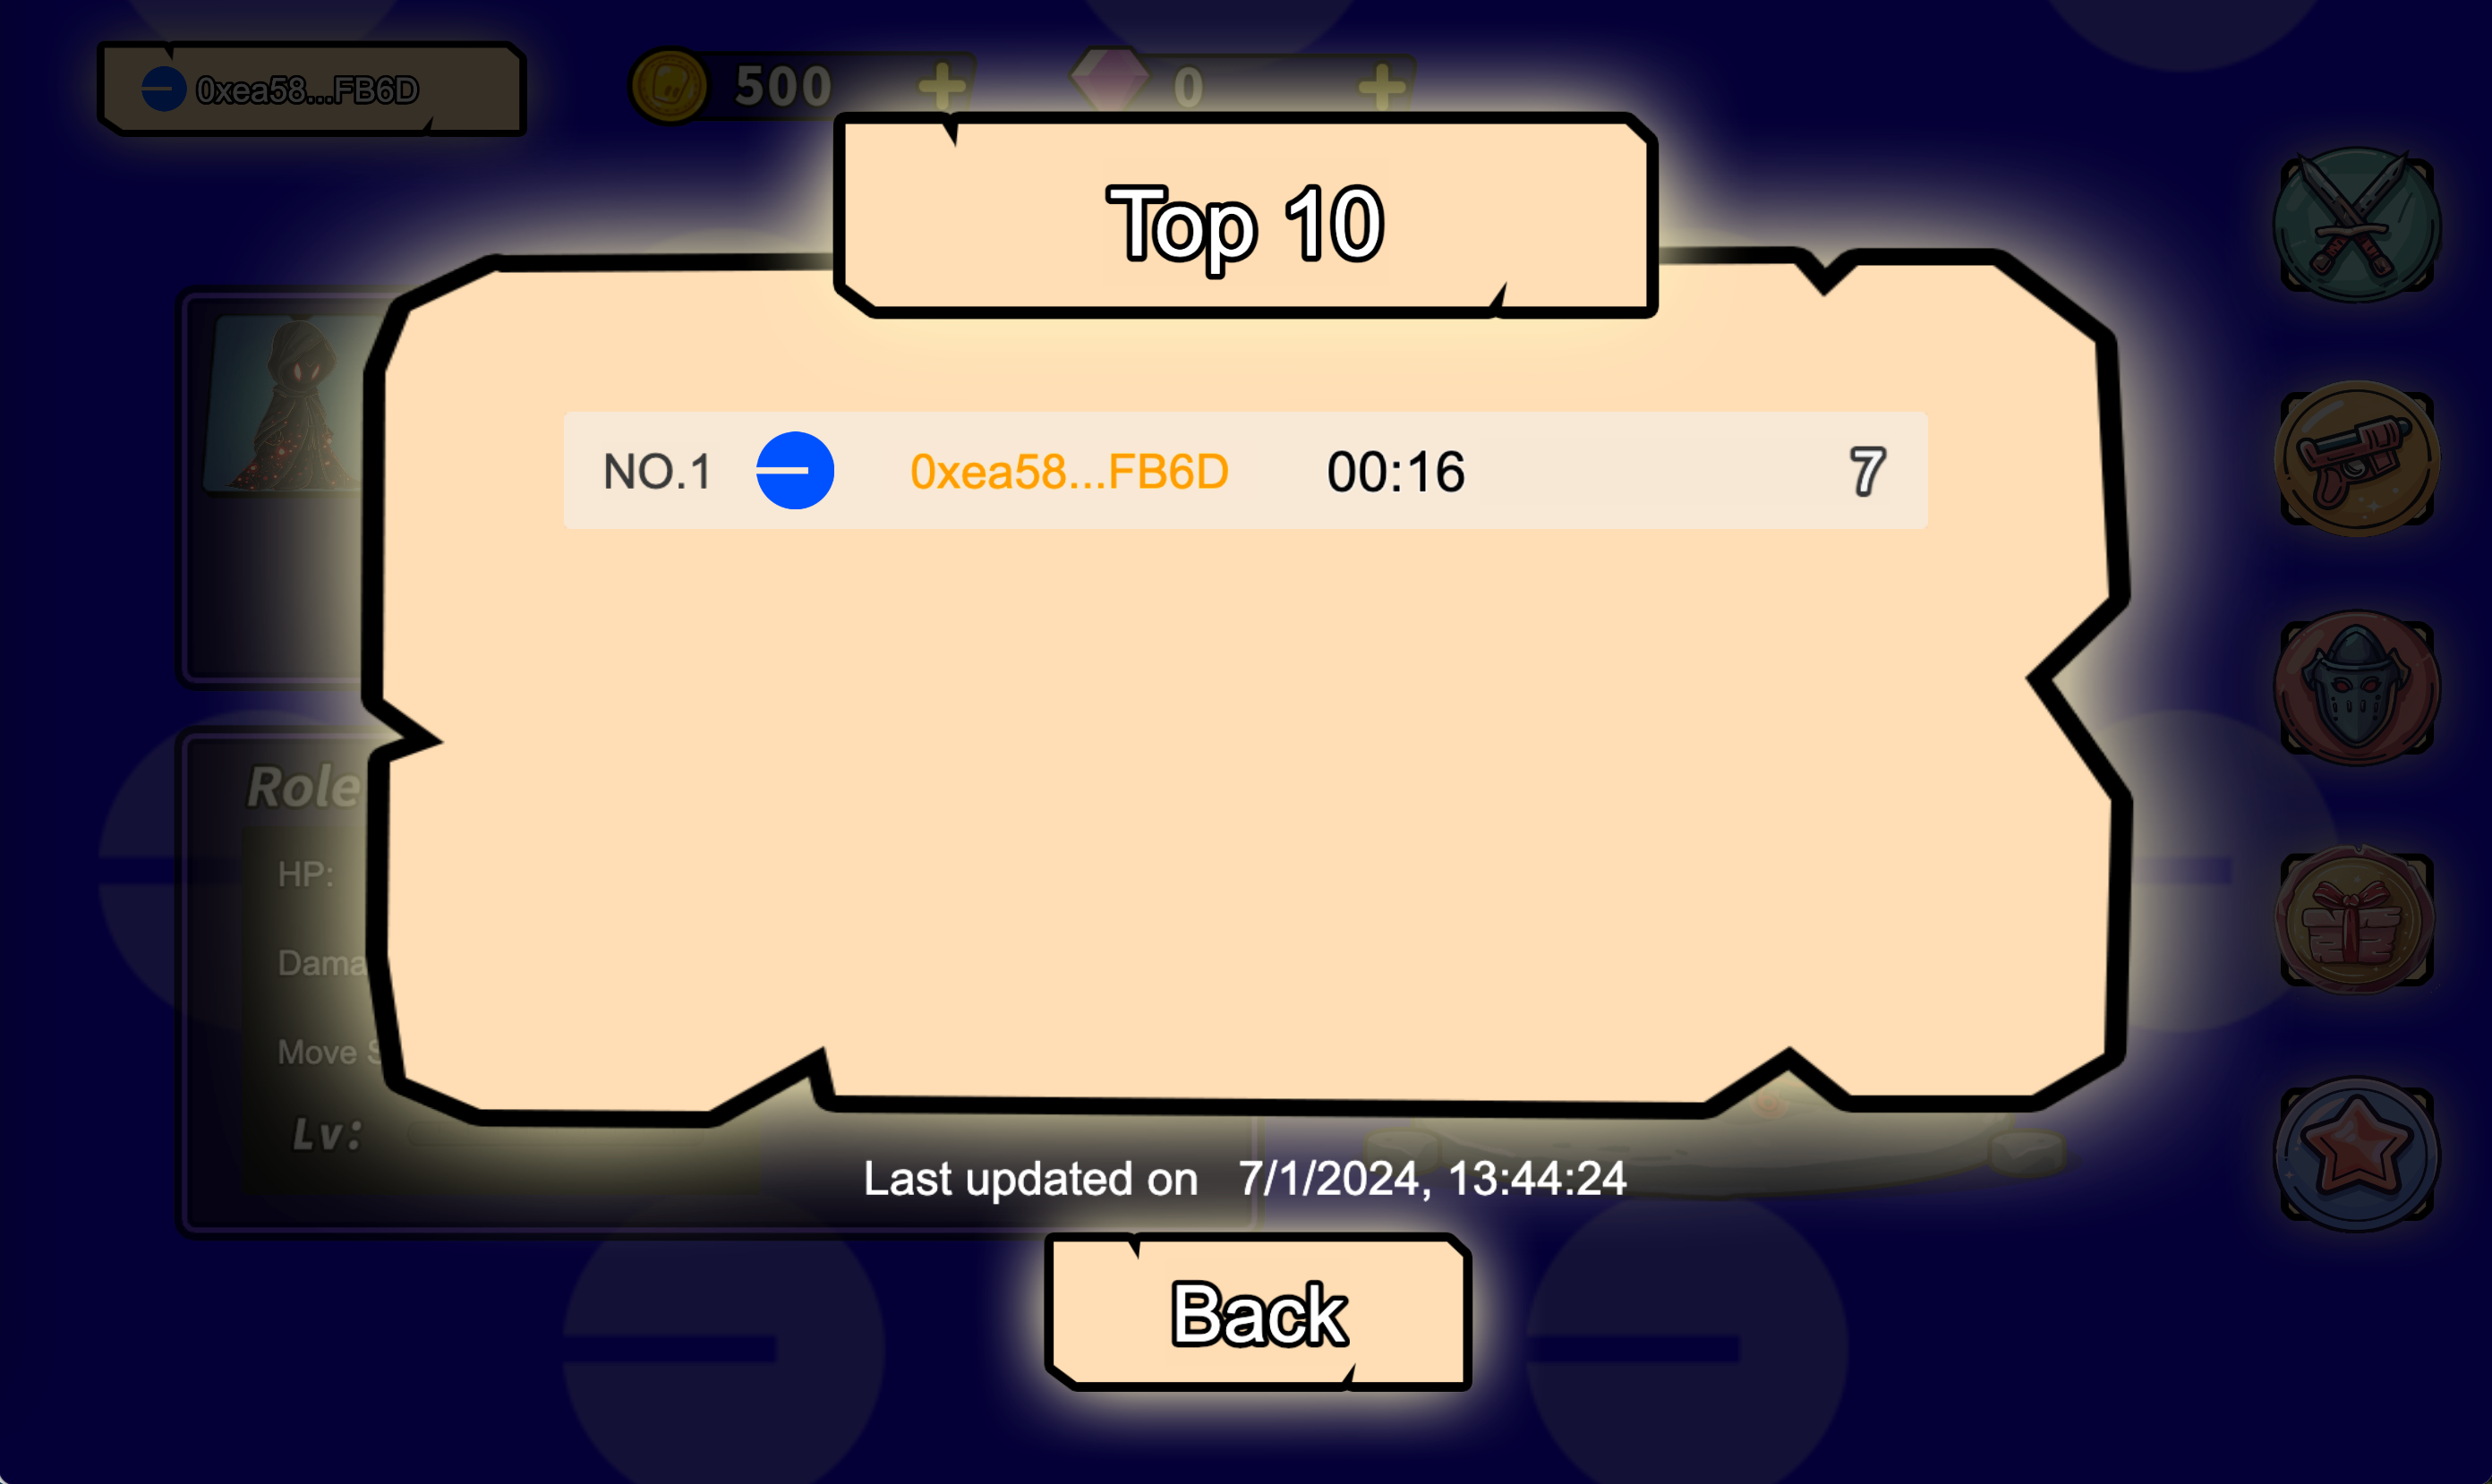 0xea58...FB6D
500
0
Top 10
NO.1 0xea58...FB6D 00:16 7
Role
HP:
Move
Lv:
Last updated on 7/1/2024, 13:44:24
Back